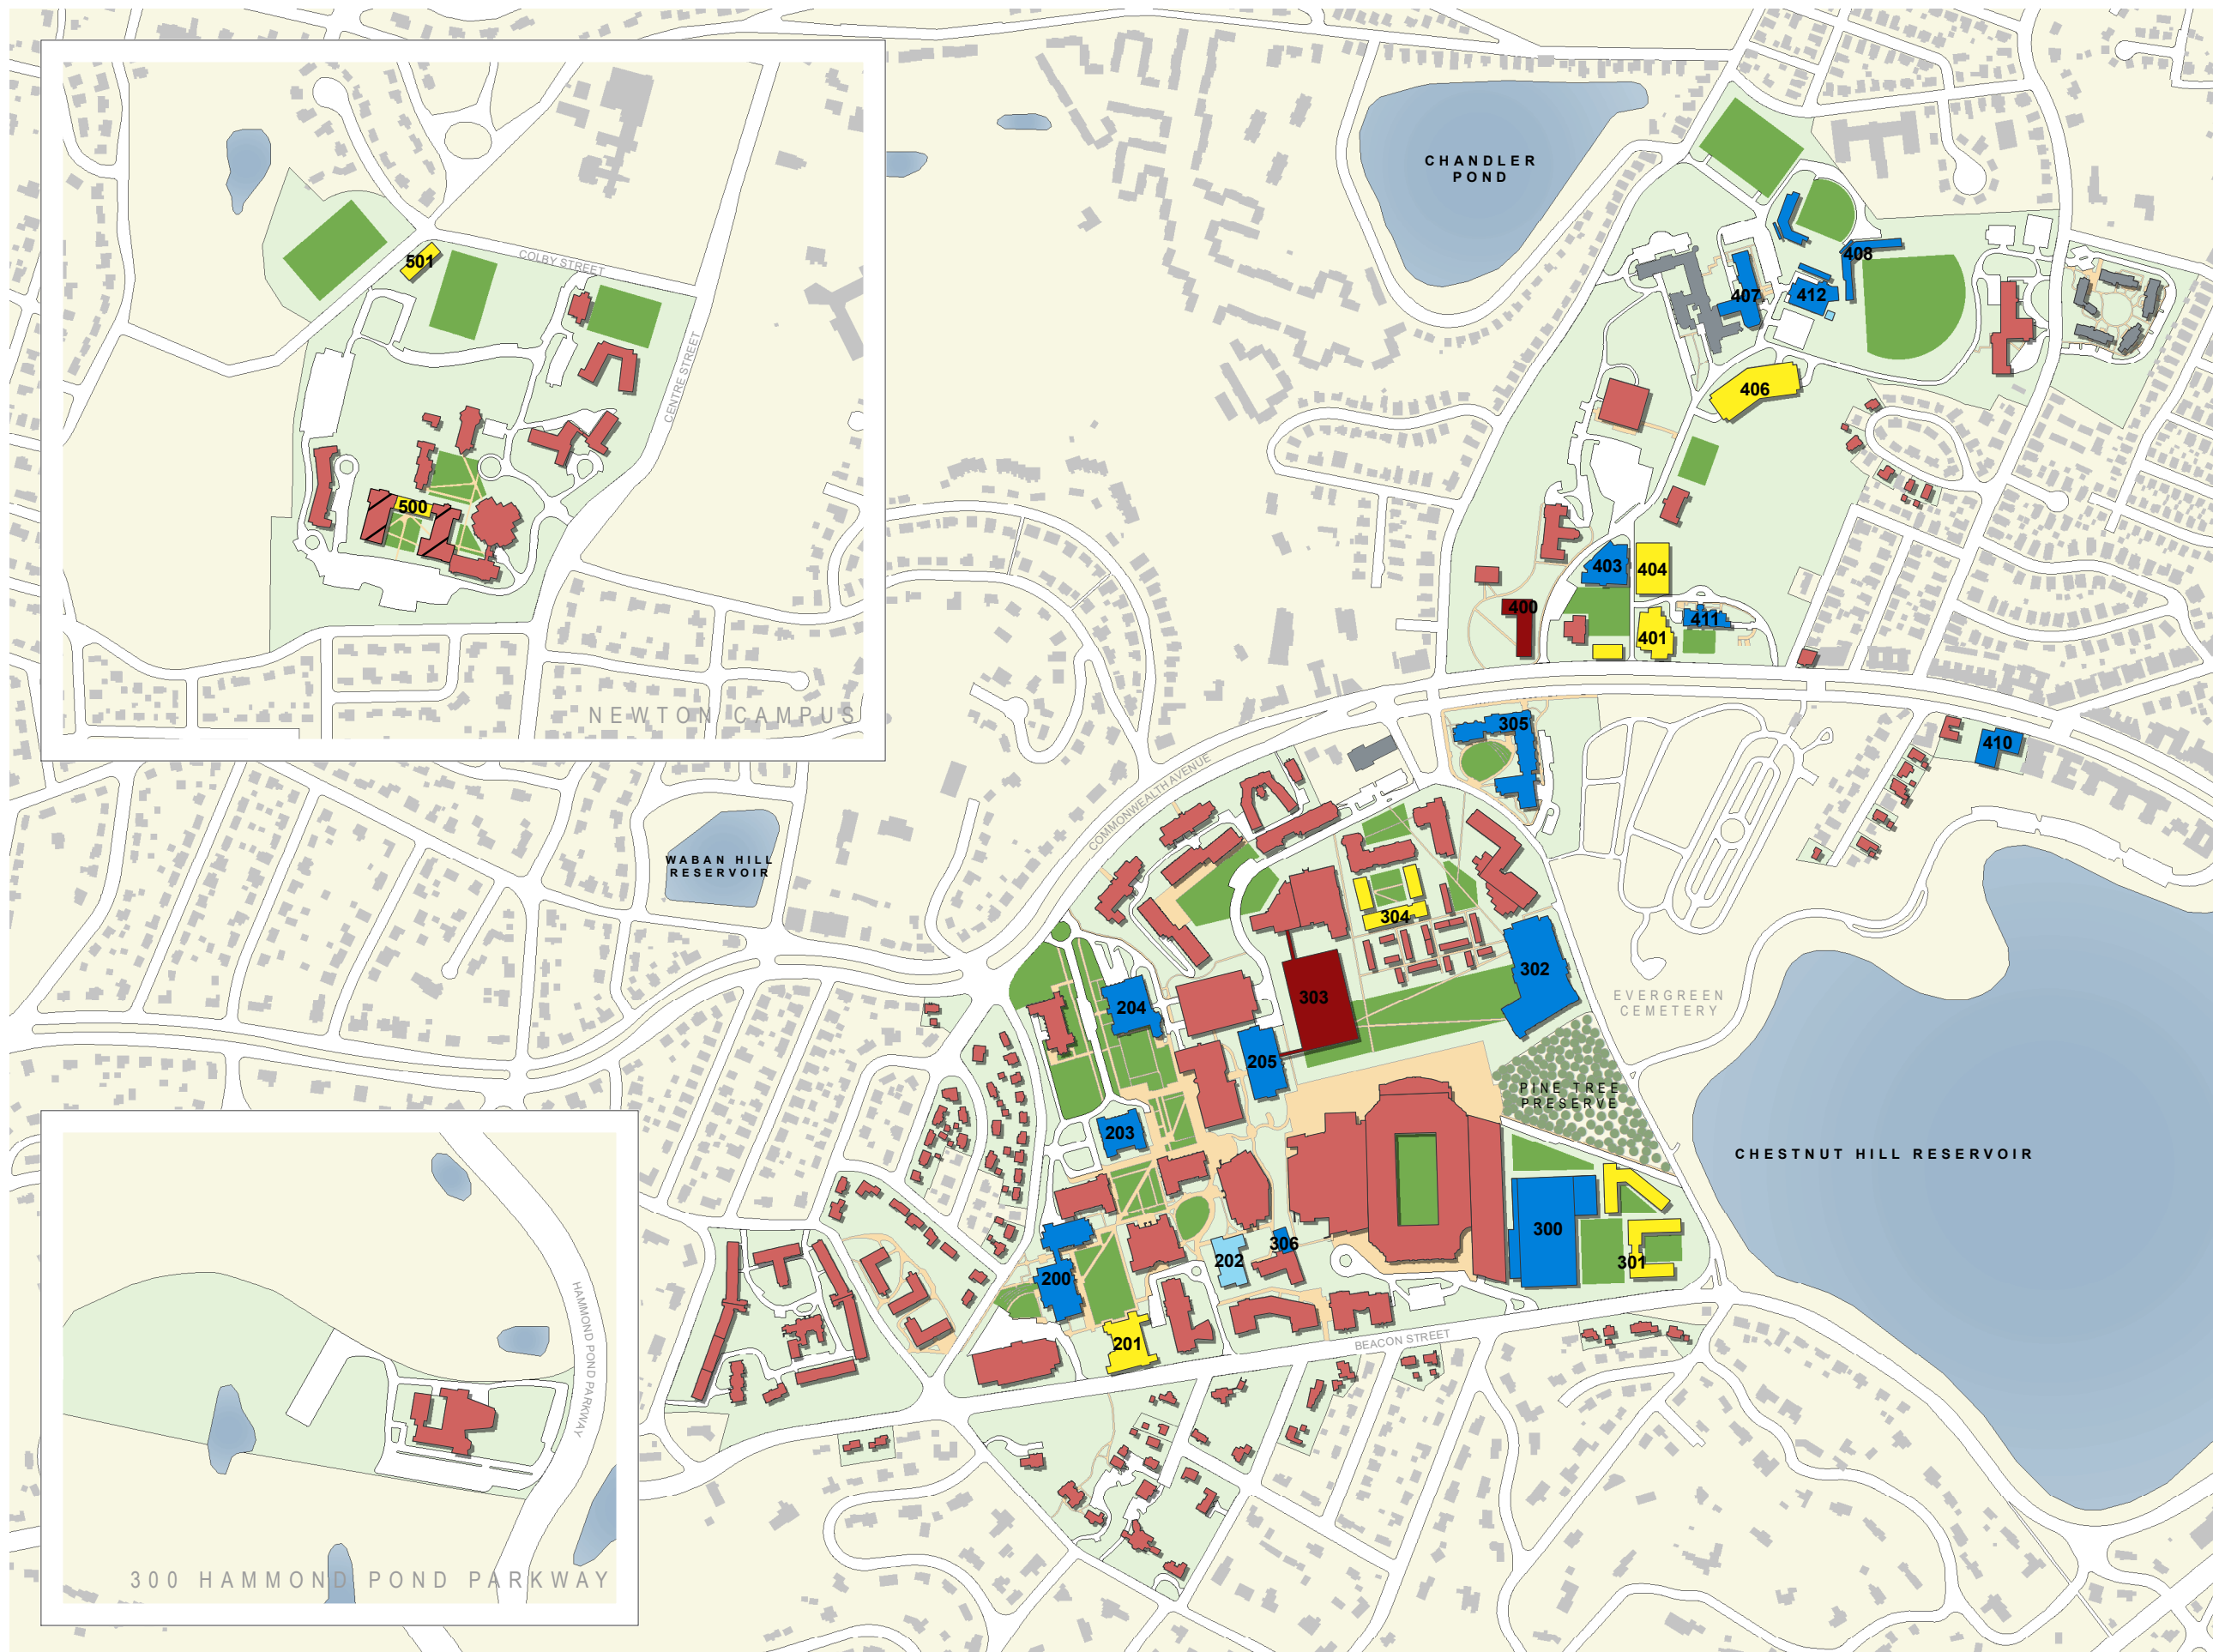 CHANDLER
POND
501
COLBY STREET
CENTRE STREET
500
NEWTON CAMPUS
408
407
412
406
403
404
400
411
401
305
410
COMMONWEALTH AVENUE
WABAN HILL
RESERVOIR
304
302
303
204
EVERGREEN
CEMETERY
205
PINE TREE
PRESERVE
203
CHESTNUT HILL RESERVOIR
300
306
202
301
200
201
BEACON STREET
HAMMOND POND PARKWAY
300 HAMMOND POND PARKWAY